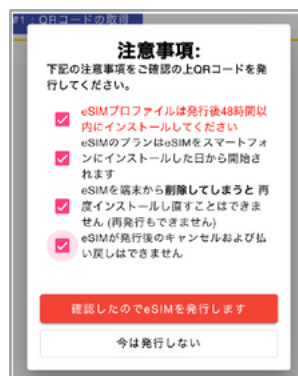 #1：QRコードの取得
注意事項:
下記の注意事項をご確認の上QRコードを発
行してください。
eSIMプロファイルは発行後48時間以
内にインストールしてください
eSIMのプランはeSIMをスマートフォ
ンにインストールした日から開始さ
れます
eSIMを端末から削除してしまうと 再
度インストールし直すことはできま
せん (再発行もできません)
eSIMが発行後のキャンセルおよび払
い戻しはできません
確認したのでeSIMを発行します
今は発行しない